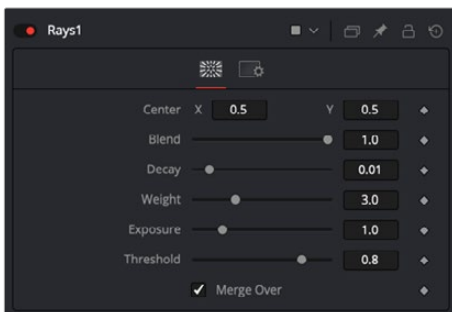 Rays1
Center X 0.5 Y 0.5
Blend 1.0
Decay 0.01
Weight 3.0
Exposure 1.0
Threshold 0.8
Merge Over